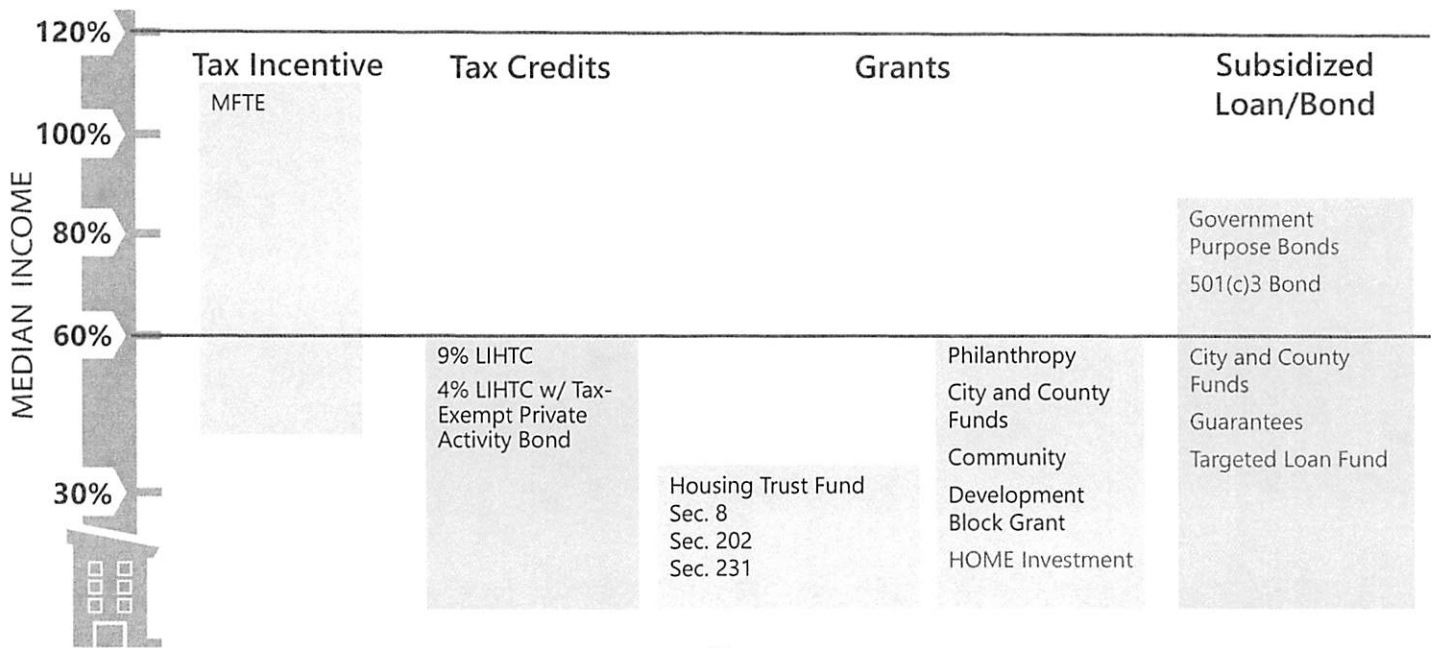 120%
100%
80%
60%
30%
MEDIAN INCOME
Tax Incentive
MFTE
Tax Credits
9% LIHTC
4% LIHTC w/ Tax-
Exempt Private
Activity Bond
Grants
Housing Trust Fund
Sec. 8
Sec. 202
Sec. 231
Philanthropy
City and County
Funds
Community
Development
Block Grant
HOME Investment
Subsidized
Loan/Bond
Government
Purpose Bonds
501(c)3 Bond
City and County
Funds
Guarantees
Targeted Loan Fund